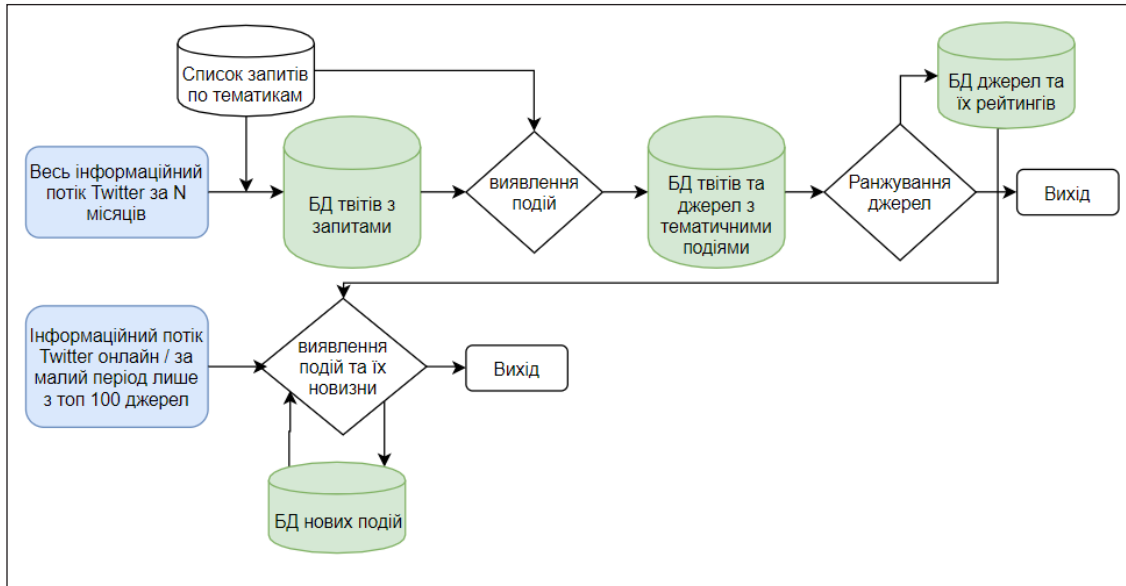 Список запитів
по тематикам
БД джерел та
їх рейтингів
Весь інформаційний
потік Twitter за N
місяців
БД твітів з
запитами
виявлення
подій
БД твітів та
джерел з
тематичними
подіями
Ранжування
джерел
Вихід
Інформаційний потік
Twitter онлайн / за
малий період лише
з топ 100 джерел
виявлення
подій та їх
новизни
Вихід
БД нових подій